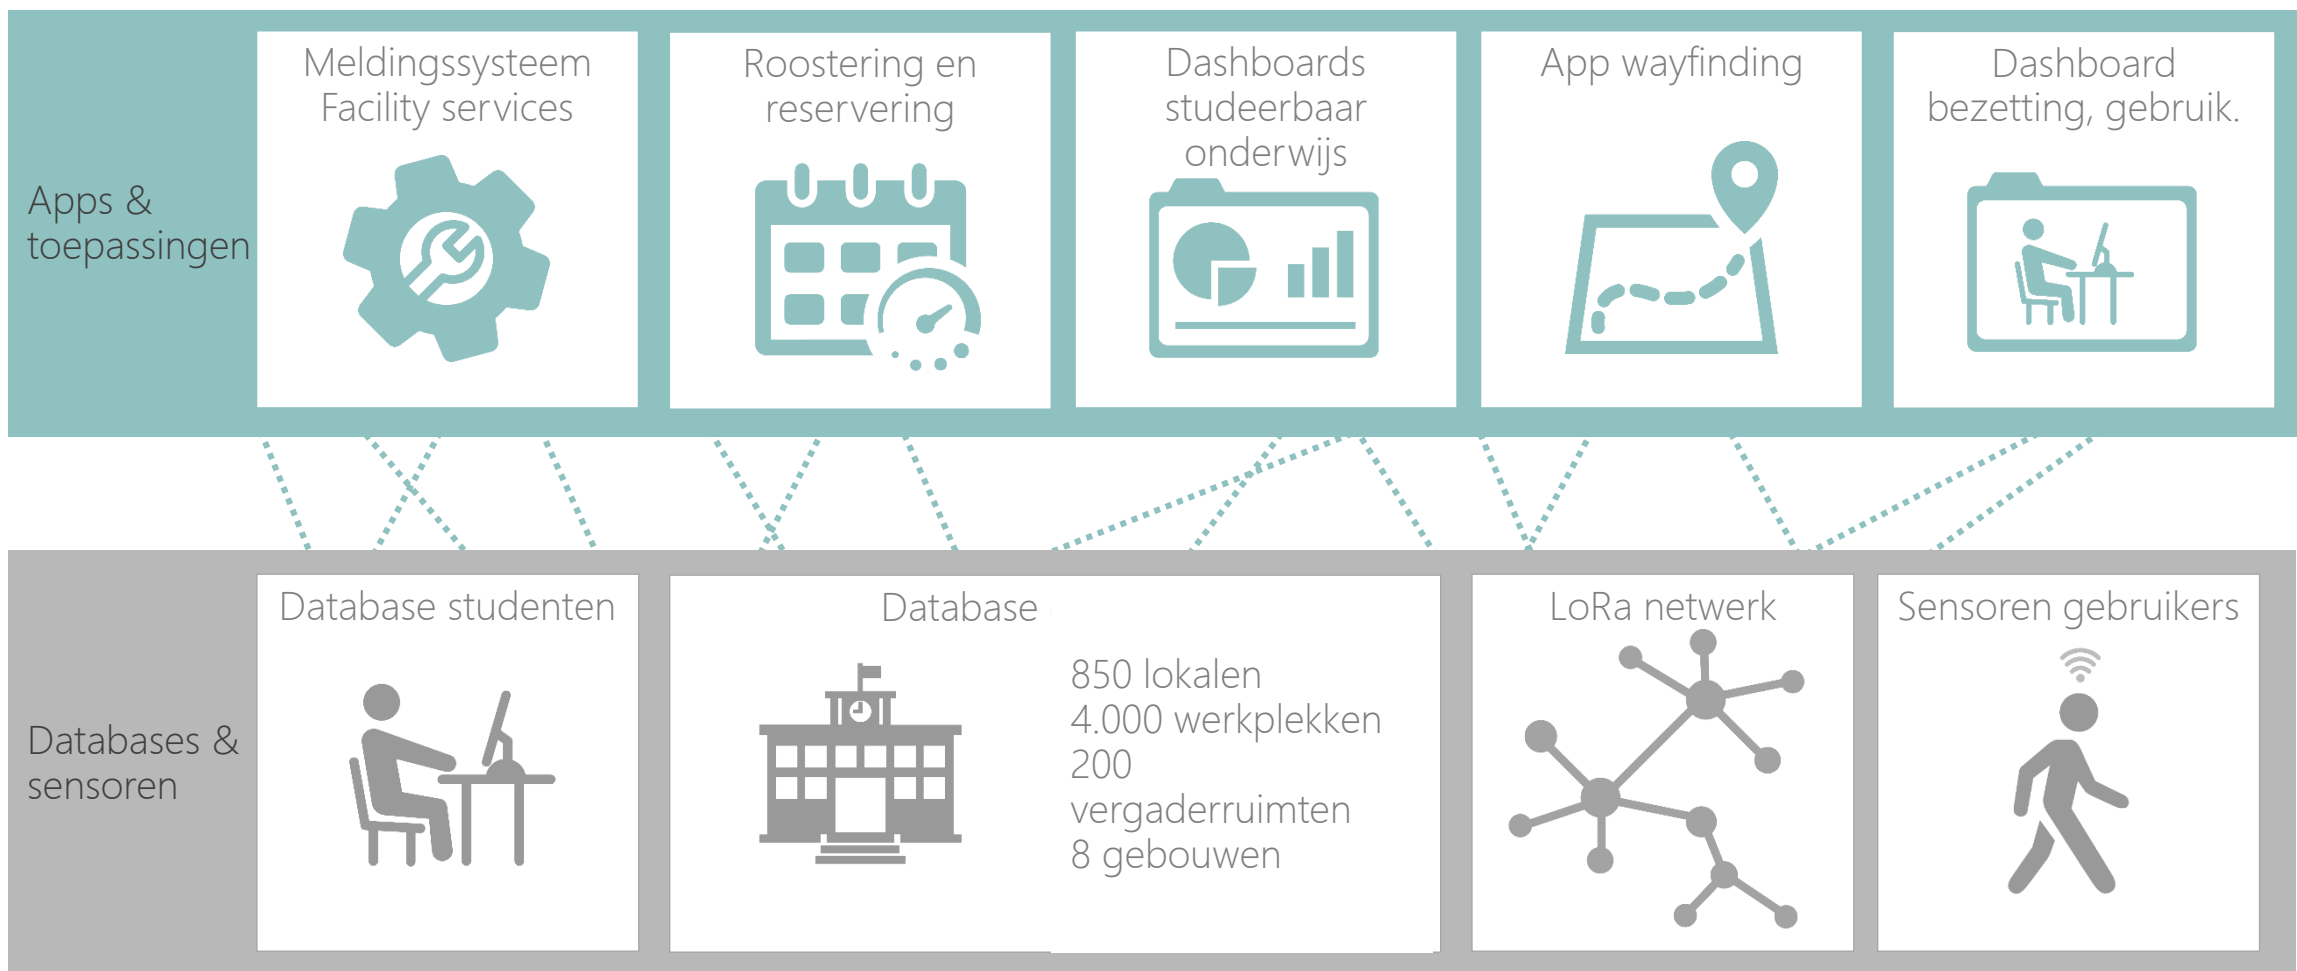 Apps &
toepassingen
Meldingssysteem
Facility services
Roostering en
reservering
Dashboards
studeerbaar
onderwijs
App wayfinding
Dashboard
bezetting, gebruik.
Databases &
sensoren
Database studenten
Database
850 lokalen
4.000 werkplekken
200
vergaderruimten
8 gebouwen
LoRa netwerk
Sensoren gebruikers